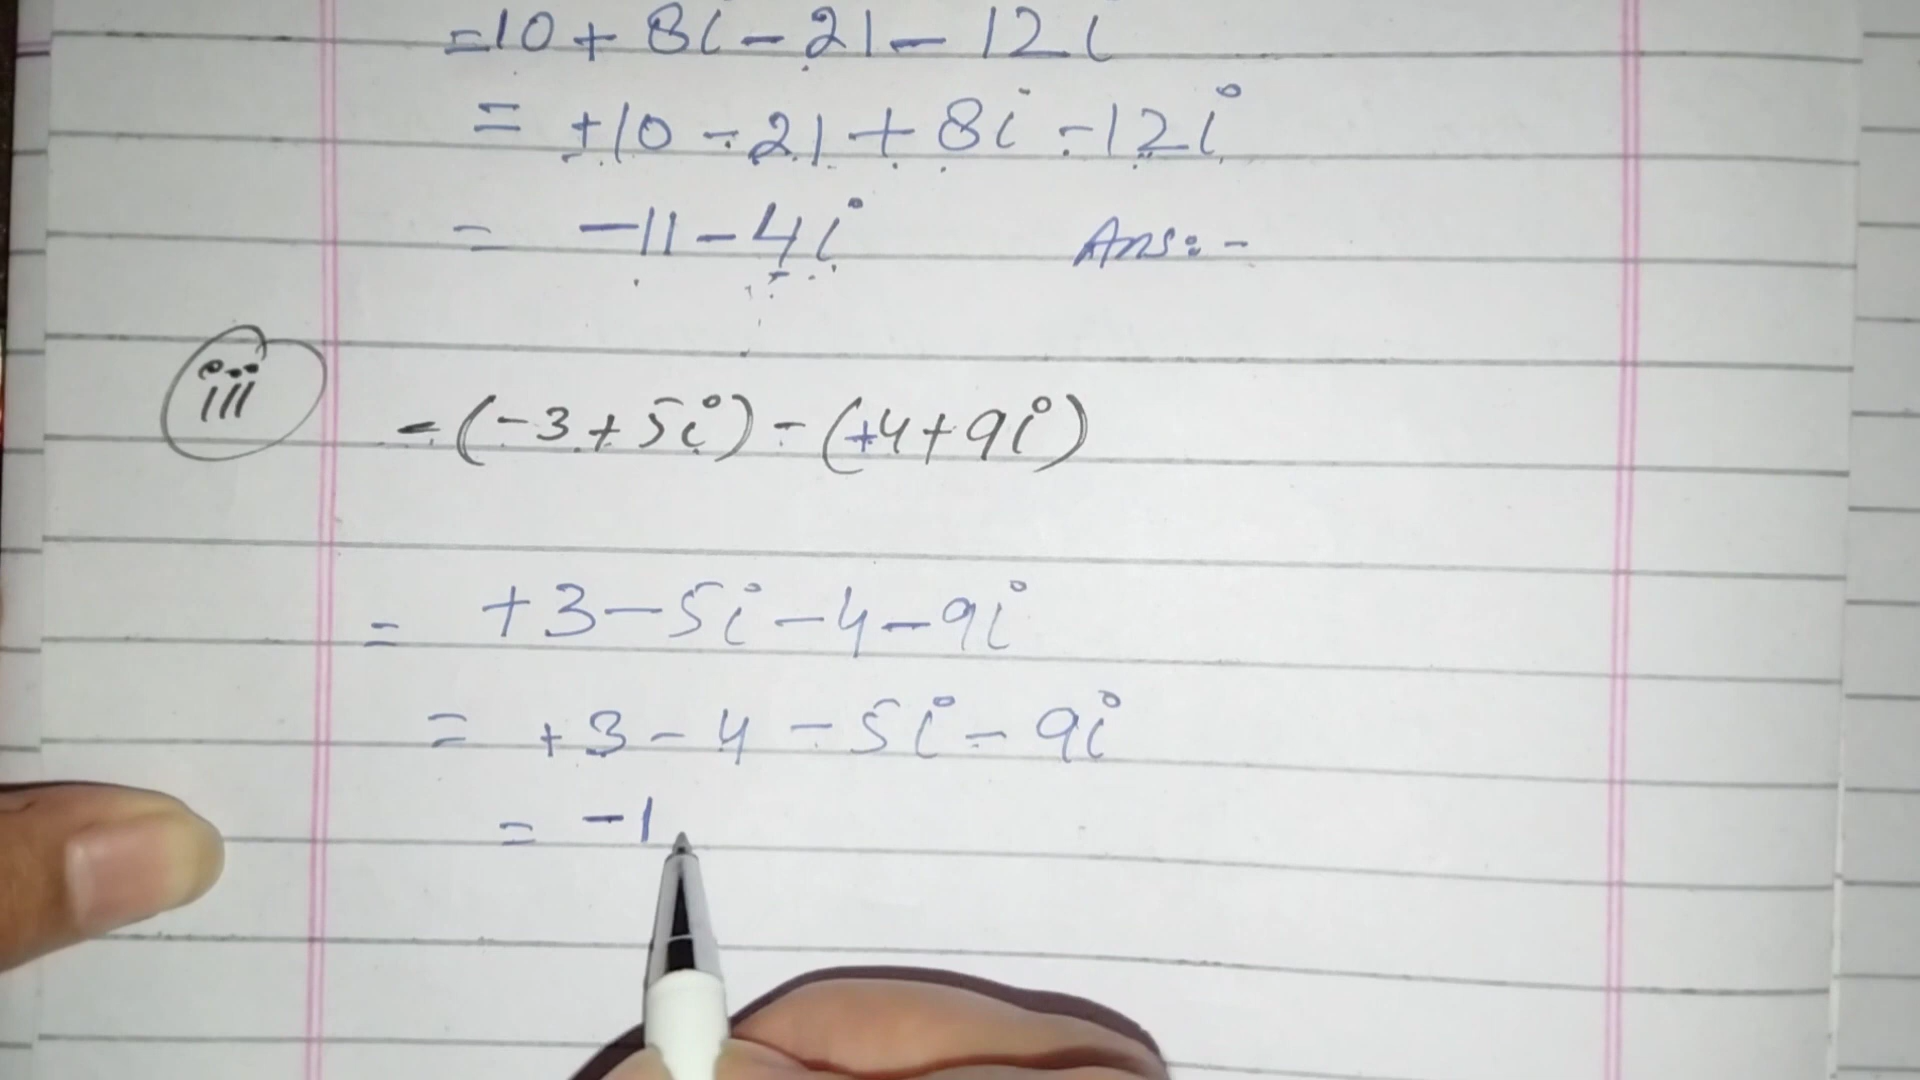 =10 + 8i - 21 - 12i
= +10 - 21 + 8i - 12i
= -11 - 4i Ans:-
iii -(-3+5i)-(+4+9i)
= +3-5i-4-9i
= +3-4-5i-9i
= -1